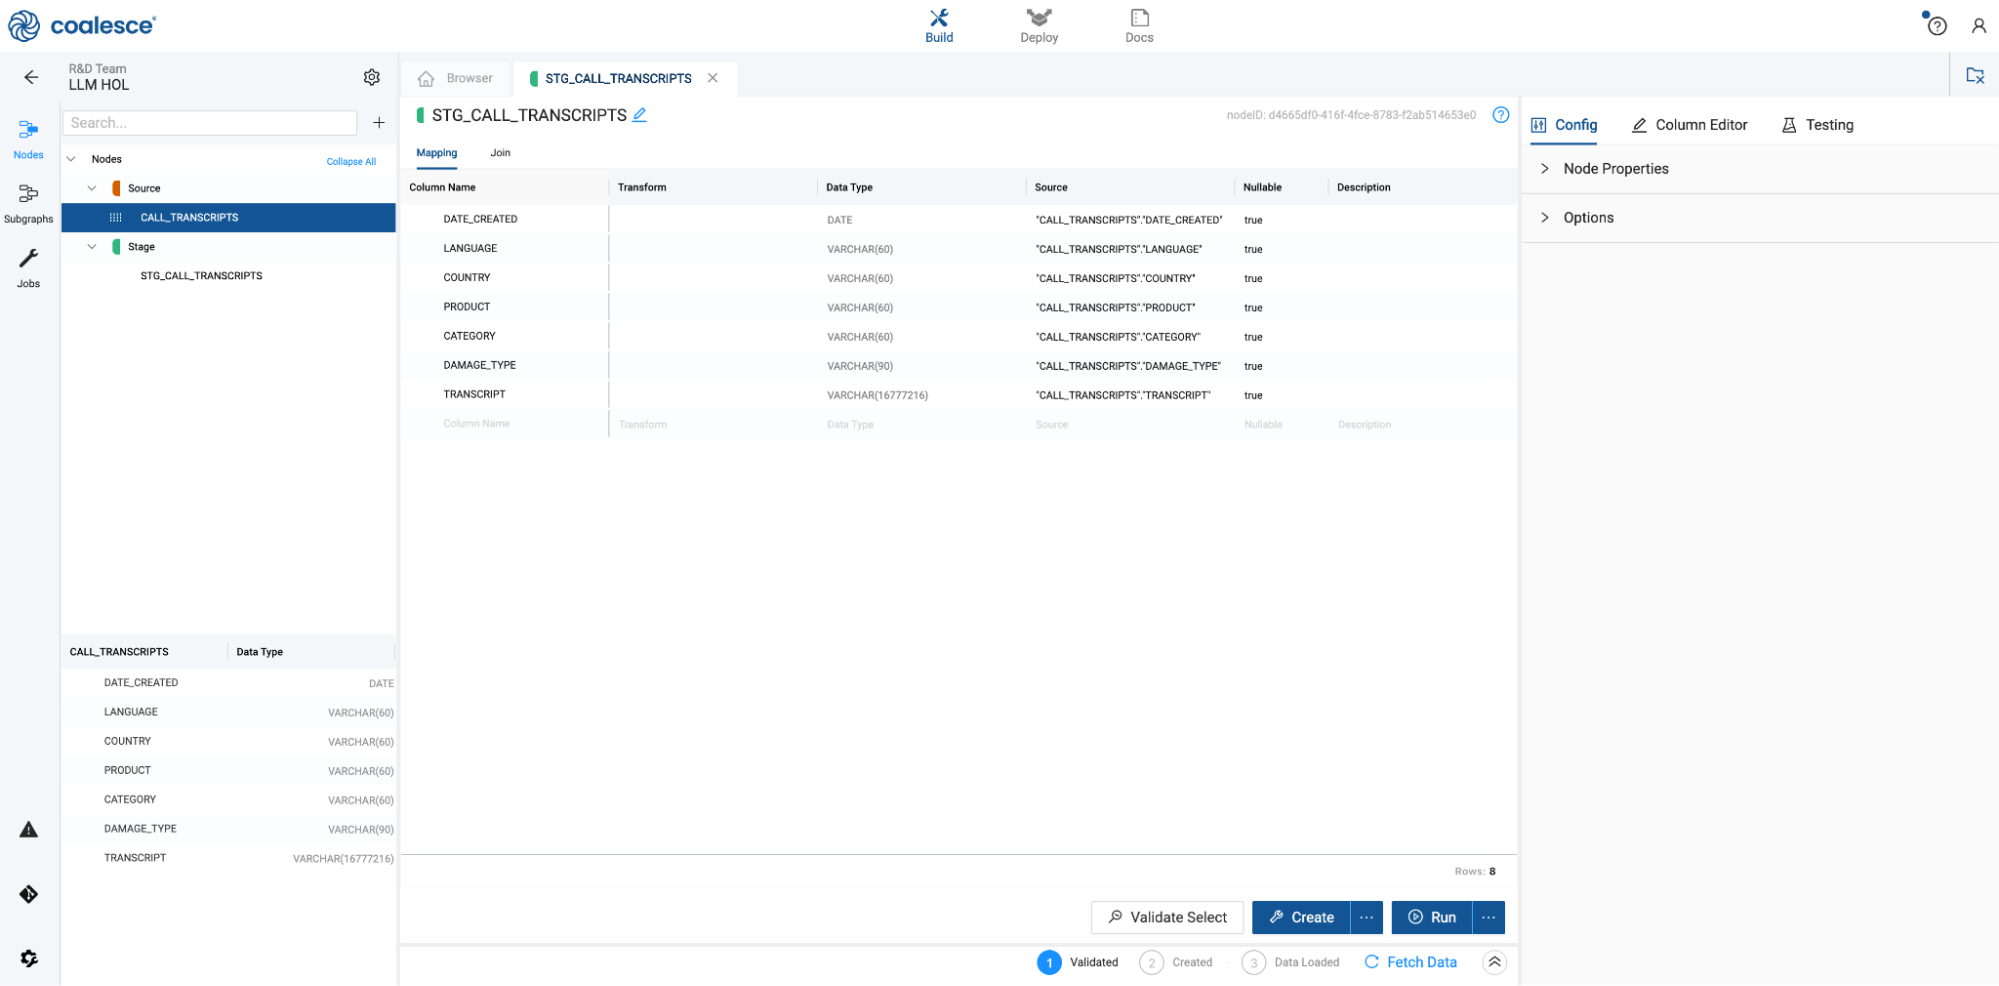 coalesce
Build
Deploy
Docs
R&D Team
LLM HOL
Search...
Nodes
Subgraphs
Jobs
Nodes
Collapse All
Source
CALL_TRANSCRIPTS
Stage
STG_CALL_TRANSCRIPTS
CALL_TRANSCRIPTS Data Type
DATE_CREATED DATE
LANGUAGE VARCHAR(60)
COUNTRY VARCHAR(60)
PRODUCT VARCHAR(60)
CATEGORY VARCHAR(60)
DAMAGE_TYPE VARCHAR(90)
TRANSCRIPT VARCHAR(16777216)
Browser STG_CALL_TRANSCRIPTS
STG_CALL_TRANSCRIPTS nodeID: d4665df0-416f-4fce-8783-f2ab514653e0
Mapping Join
Column Name Transform Data Type Source Nullable Description
DATE_CREATED DATE "CALL_TRANSCRIPTS"."DATE_CREATED" true
LANGUAGE VARCHAR(60) "CALL_TRANSCRIPTS"."LANGUAGE" true
COUNTRY VARCHAR(60) "CALL_TRANSCRIPTS"."COUNTRY" true
PRODUCT VARCHAR(60) "CALL_TRANSCRIPTS"."PRODUCT" true
CATEGORY VARCHAR(60) "CALL_TRANSCRIPTS"."CATEGORY" true
DAMAGE_TYPE VARCHAR(90) "CALL_TRANSCRIPTS"."DAMAGE_TYPE" true
TRANSCRIPT VARCHAR(16777216) "CALL_TRANSCRIPTS"."TRANSCRIPT" true
Column Name Transform Data Type Source Nullable Description
Rows: 8
Validate Select Create ... Run ...
1 Validated 2 Created 3 Data Loaded Fetch Data
Config Column Editor Testing
Node Properties
Options